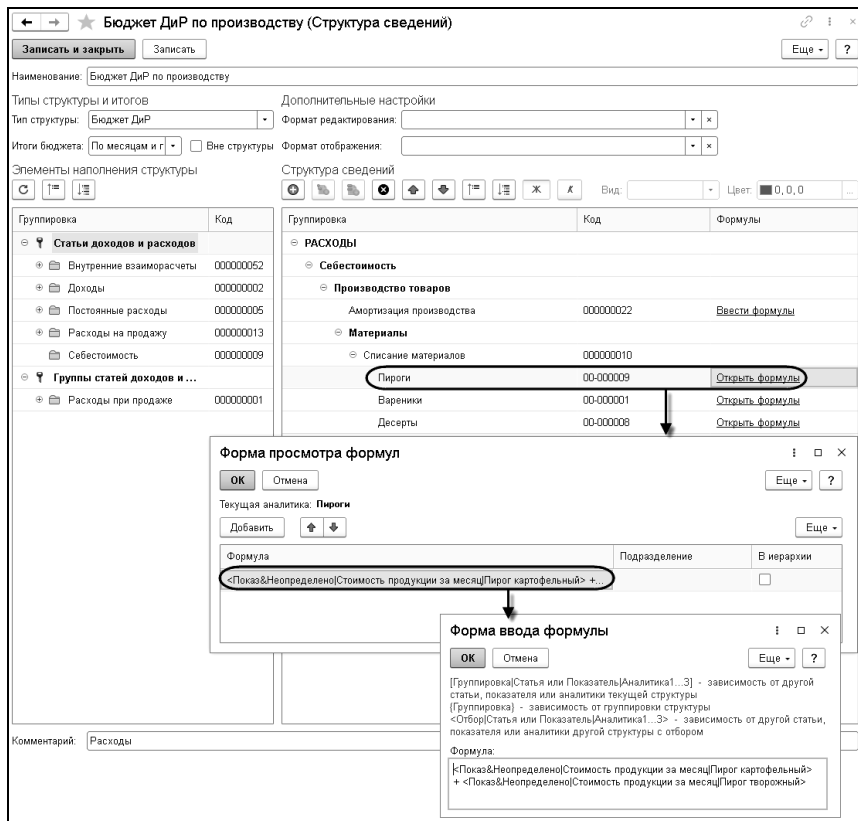 Бюджет ДиР по производству (Структура сведений)
Записать и закрыть Записать Еще ?
Наименование: Бюджет ДиР по производству
Типы структуры и итогов Дополнительные настройки
Тип структуры: Бюджет ДиР Формат редактирования:
Итоги бюджета: По месяцам и г Вне структуры Формат отображения:
Элементы наполнения структуры Структура сведений
Ж К Вид: Цвет: 0, 0, 0 ...
Группировка Код Группировка Код Формулы
Статьи доходов и расходов РАСХОДЫ
Внутренние взаиморасчеты 000000052 Себестоимость
Доходы 000000002 Производство товаров
Постоянные расходы 000000005 Амортизация производства 000000022 Ввести формулы
Расходы на продажу 000000013 Материалы
Себестоимость 000000009 Списание материалов 000000010
Группы статей доходов и ... Пироги 00-000009 Открыть формулы
Расходы при продаже 000000001 Вареники 00-000001 Открыть формулы
Десерты 00-000008 Открыть формулы
Форма просмотра формул
ОК Отмена Еще ?
Текущая аналитика: Пироги
Добавить Еще
Формула Подразделение В иерархии
<Показ&Неопределено|Стоимость продукции за месяц|Пирог картофельный> +...
Форма ввода формулы
ОК Отмена Еще ?
[Группировка|Статья или Показатель|Аналитика1...3] - зависимость от другой
статьи, показателя или аналитики текущей структуры
{Группировка} - зависимость от группировки структуры
<Отбор|Статья или Показатель|Аналитика1...3> - зависимость от другой статьи,
показателя или аналитики другой структуры с отбором
Формула:
<Показ&Неопределено|Стоимость продукции за месяц|Пирог картофельный>
+ <Показ&Неопределено|Стоимость продукции за месяц|Пирог творожный>
Комментарий: Расходы